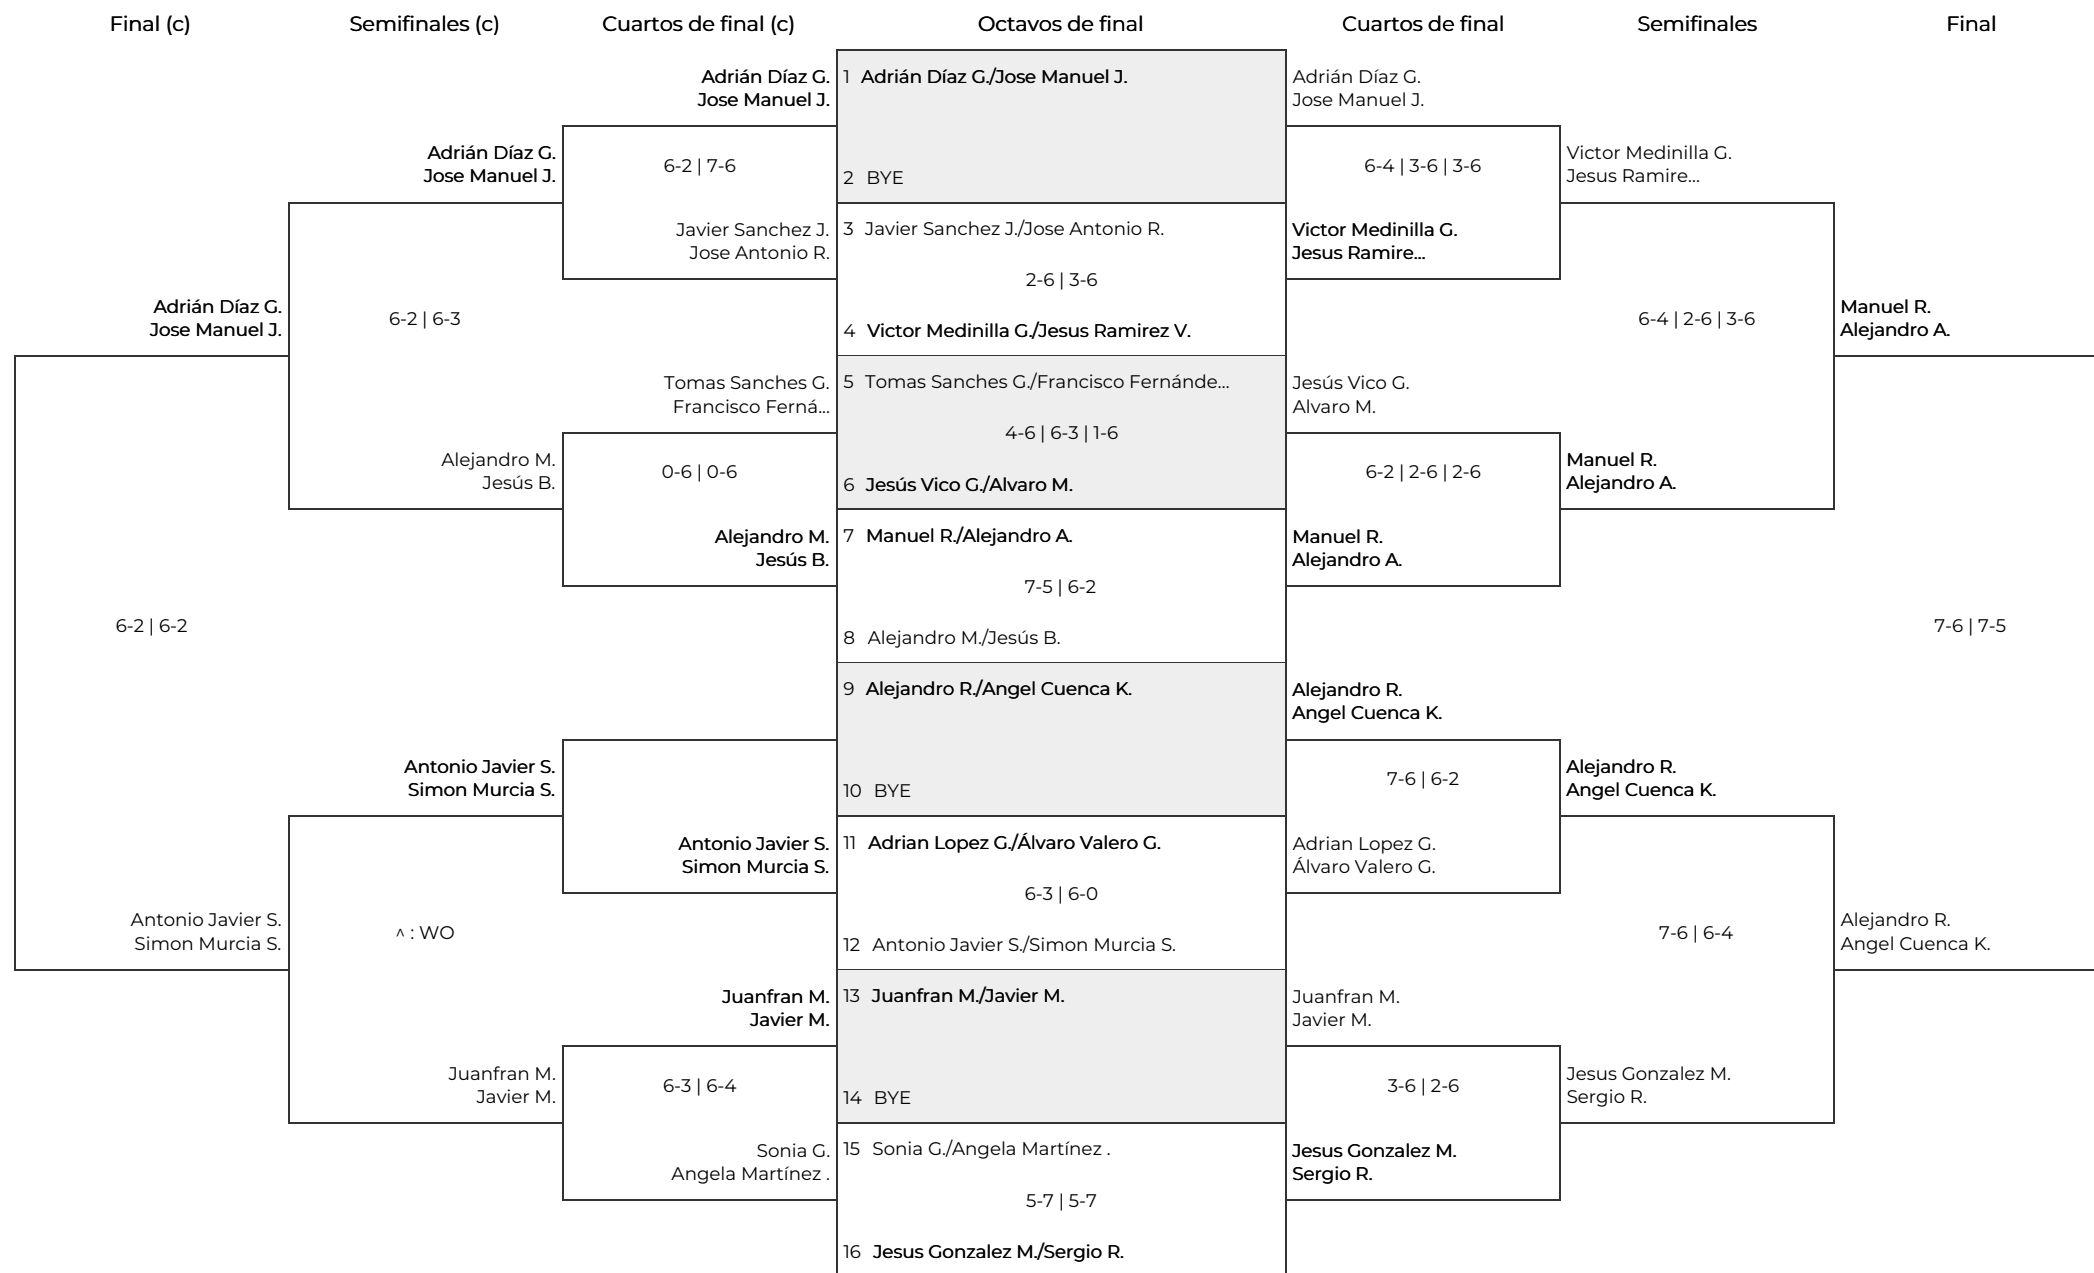 Final (c)
Semifinales (c)
Cuartos de final (c)
Octavos de final
Cuartos de final
Semifinales
Final
Adrián Díaz G.
Jose Manuel J.
6-2 | 6-2
Antonio Javier S.
Simon Murcia S.
Adrián Díaz G.
Jose Manuel J.
6-2 | 6-3
Alejandro M.
Jesús B.
Antonio Javier S.
Simon Murcia S.
^ : WO
Juanfran M.
Javier M.
Adrián Díaz G.
Jose Manuel J.
6-2 | 7-6
Javier Sanchez J.
Jose Antonio R.
Tomas Sanches G.
Francisco Ferná...
0-6 | 0-6
Alejandro M.
Jesús B.
Antonio Javier S.
Simon Murcia S.
Juanfran M.
Javier M.
6-3 | 6-4
Sonia G.
Angela Martínez .
1 Adrián Díaz G./Jose Manuel J.
2 BYE
3 Javier Sanchez J./Jose Antonio R.
2-6 | 3-6
4 Victor Medinilla G./Jesus Ramirez V.
5 Tomas Sanches G./Francisco Fernánde...
4-6 | 6-3 | 1-6
6 Jesús Vico G./Alvaro M.
7 Manuel R./Alejandro A.
7-5 | 6-2
8 Alejandro M./Jesús B.
9 Alejandro R./Angel Cuenca K.
10 BYE
11 Adrian Lopez G./Álvaro Valero G.
6-3 | 6-0
12 Antonio Javier S./Simon Murcia S.
13 Juanfran M./Javier M.
14 BYE
15 Sonia G./Angela Martínez .
5-7 | 5-7
16 Jesus Gonzalez M./Sergio R.
Adrián Díaz G.
Jose Manuel J.
6-4 | 3-6 | 3-6
Victor Medinilla G.
Jesus Ramire...
Jesús Vico G.
Alvaro M.
6-2 | 2-6 | 2-6
Manuel R.
Alejandro A.
Alejandro R.
Angel Cuenca K.
7-6 | 6-2
Adrian Lopez G.
Álvaro Valero G.
Juanfran M.
Javier M.
3-6 | 2-6
Jesus Gonzalez M.
Sergio R.
Victor Medinilla G.
Jesus Ramire...
6-4 | 2-6 | 3-6
Manuel R.
Alejandro A.
Alejandro R.
Angel Cuenca K.
7-6 | 6-4
Jesus Gonzalez M.
Sergio R.
Manuel R.
Alejandro A.
7-6 | 7-5
Alejandro R.
Angel Cuenca K.